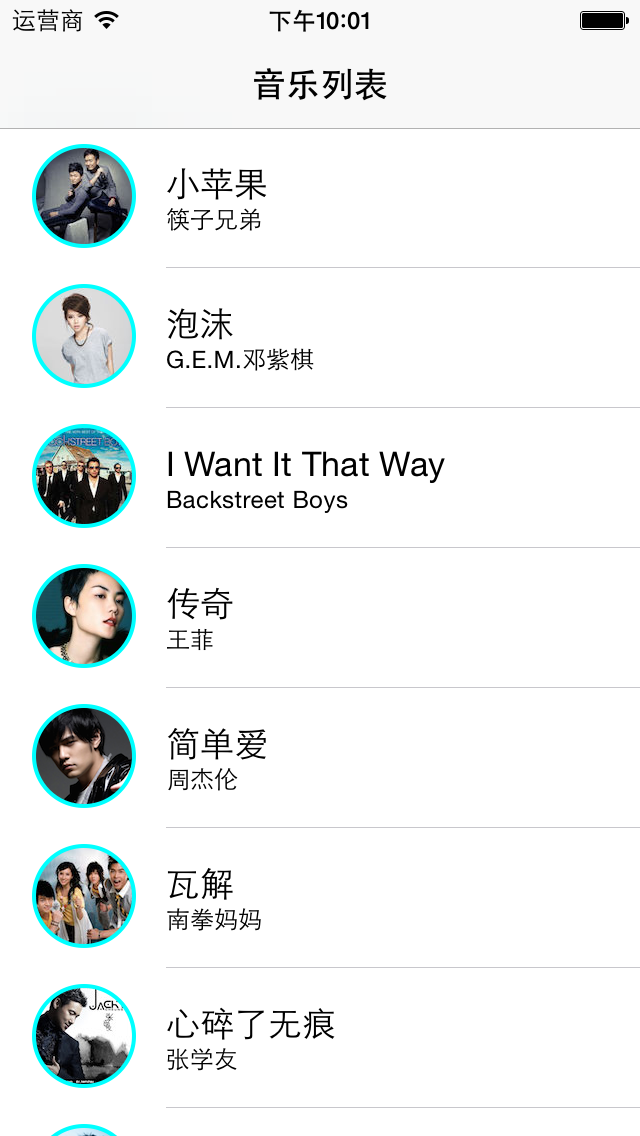 运营商 下午10:01
音乐列表
小苹果
筷子兄弟
泡沫
G.E.M.邓紫棋
I Want It That Way
Backstreet Boys
传奇
王菲
简单爱
周杰伦
瓦解
南拳妈妈
心碎了无痕
张学友